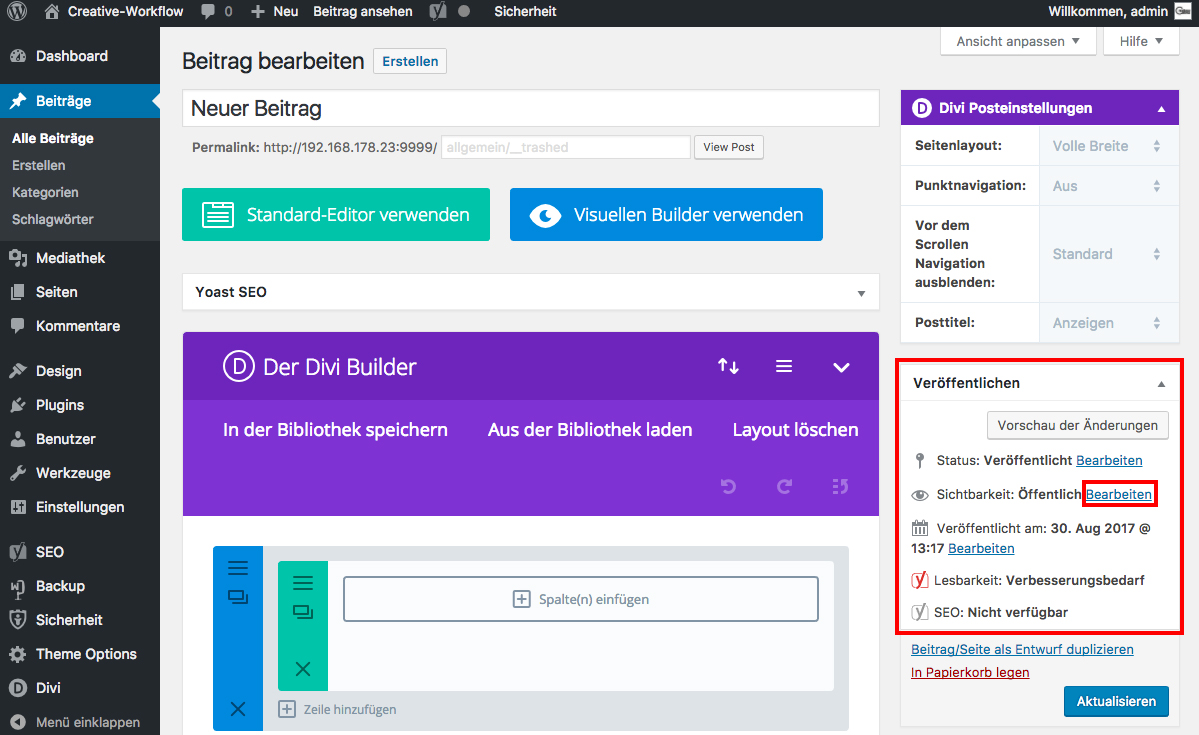 Creative-Workflow 0 Neu Beitrag ansehen Sicherheit Willkommen, admin
Dashboard
Beiträge
Alle Beiträge
Erstellen
Kategorien
Schlagwörter
Mediathek
Seiten
Kommentare
Design
Plugins
Benutzer
Werkzeuge
Einstellungen
SEO
Backup
Sicherheit
Theme Options
Divi
Menü einklappen
Ansicht anpassen Hilfe
Beitrag bearbeiten Erstellen
Neuer Beitrag
Permalink: http://192.168.178.23:9999/ allgemein/__trashed View Post
Standard-Editor verwenden Visuellen Builder verwenden
Yoast SEO
Der Divi Builder
In der Bibliothek speichern Aus der Bibliothek laden Layout löschen
Spalte(n) einfügen
Zeile hinzufügen
Divi Posteinstellungen
Seitenlayout: Volle Breite
Punktnavigation: Aus
Vor dem
Scrollen
Navigation
ausblenden:
Standard
Posttitel: Anzeigen
Veröffentlichen
Vorschau der Änderungen
Status: Veröffentlicht Bearbeiten
Sichtbarkeit: Öffentlich Bearbeiten
Veröffentlicht am: 30. Aug 2017 @
13:17 Bearbeiten
Lesbarkeit: Verbesserungsbedarf
SEO: Nicht verfügbar
Beitrag/Seite als Entwurf duplizieren
In Papierkorb legen
Aktualisieren